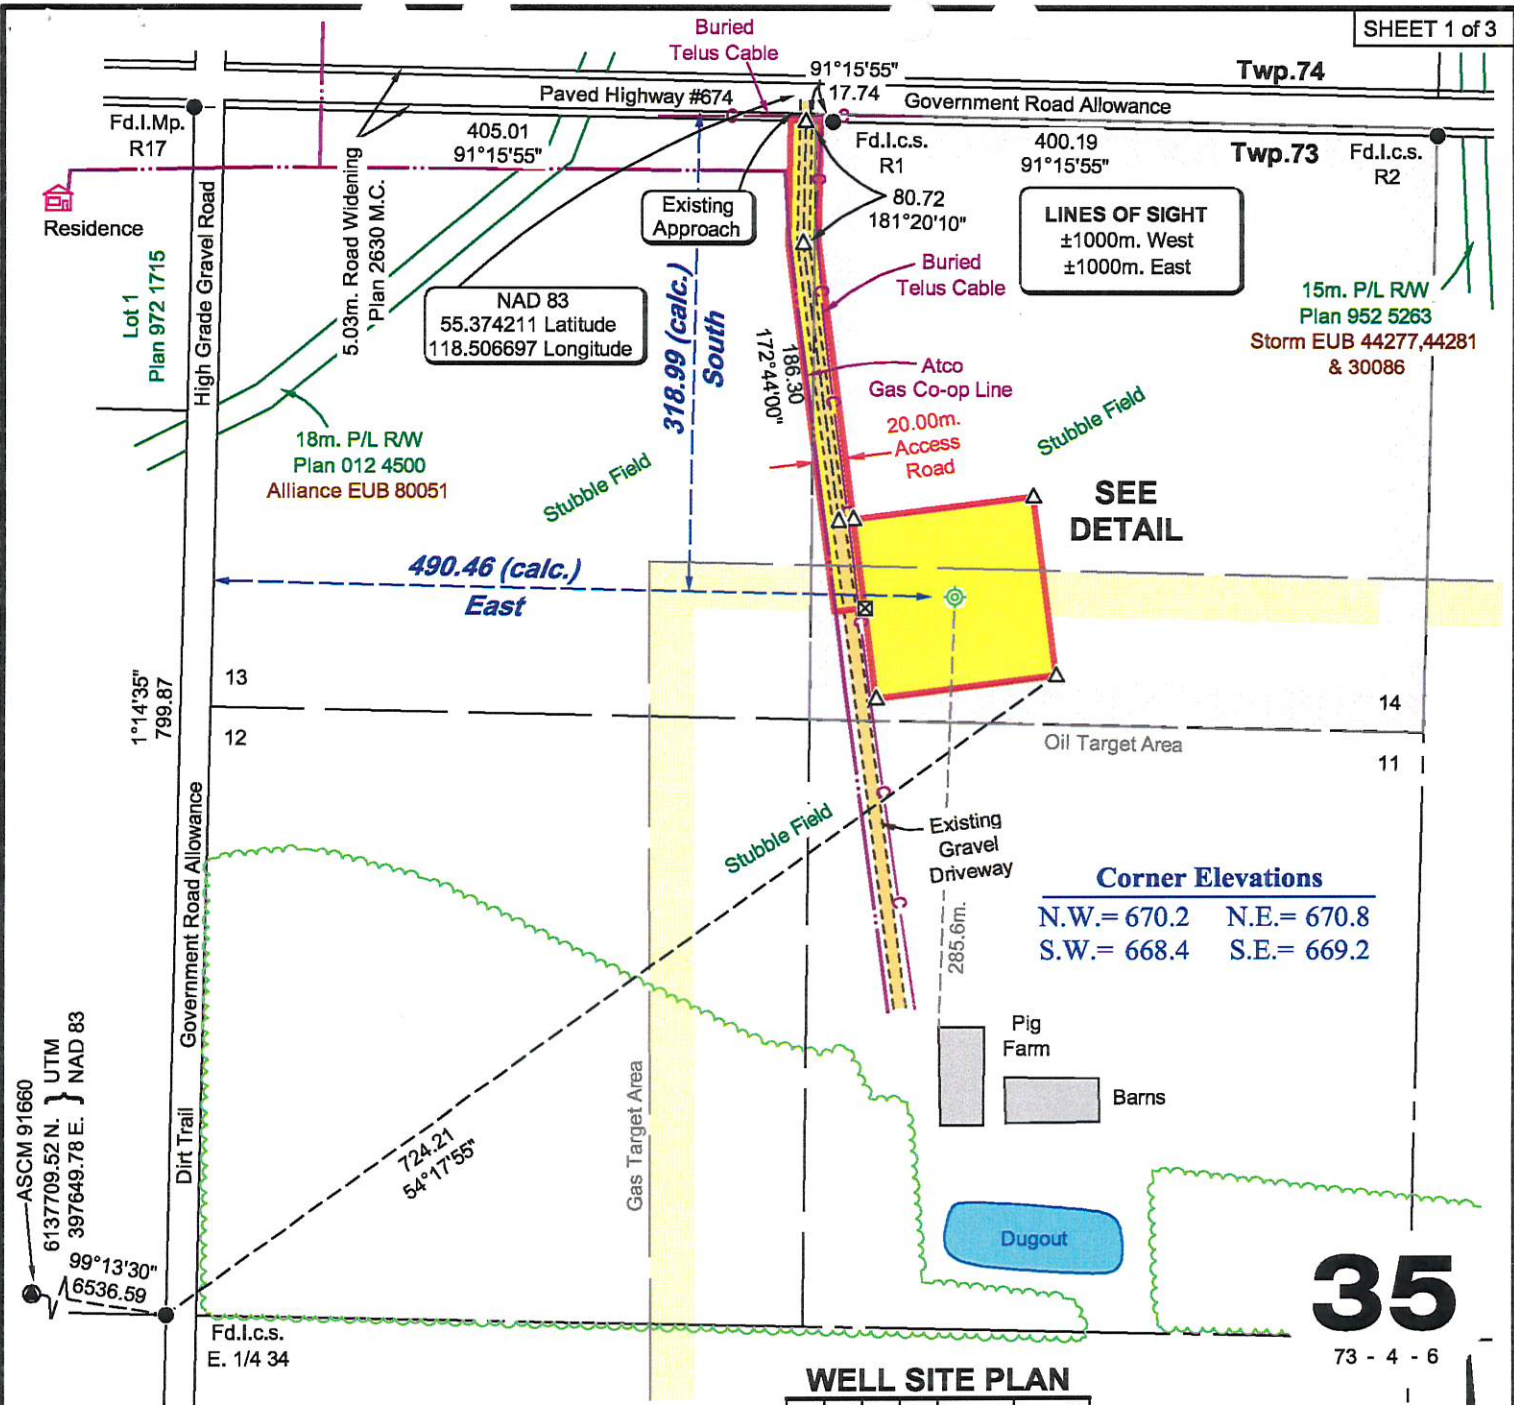 SHEET 1 of 3
Buried
Telus Cable
91°15'55"
17.74
Twp.74
Paved Highway #674
Government Road Allowance
Fd.I.Mp.
R17
405.01
91°15'55"
Fd.I.c.s.
R1
400.19
91°15'55"
Twp.73
Fd.I.c.s.
R2
Residence
High Grade Gravel Road
5.03m. Road Widening
Plan 2630 M.C.
Existing
Approach
80.72
181°20'10"
LINES OF SIGHT
±1000m. West
±1000m. East
Lot 1
Plan 972 1715
NAD 83
55.374211 Latitude
118.506697 Longitude
318.99 (calc.)
South
Buried
Telus Cable
15m. P/L R/W
Plan 952 5263
Storm EUB 44277,44281
& 30086
186.30
172°44'00"
Atco
Gas Co-op Line
20.00m.
Access
Road
Stubble Field
18m. P/L R/W
Plan 012 4500
Alliance EUB 80051
Stubble Field
SEE
DETAIL
490.46 (calc.)
East
1°14'35"
799.87
13
12
14
11
Oil Target Area
Government Road Allowance
Stubble Field
Existing
Gravel
Driveway
285.6m.
Corner Elevations
N.W.= 670.2 N.E.= 670.8
S.W.= 668.4 S.E.= 669.2
Pig
Farm
Barns
Gas Target Area
Dirt Trail
ASCM 91660
6137709.52 N. } UTM
397649.78 E. } NAD 83
724.21
54°17'55"
99°13'30"
6536.59
Dugout
Fd.I.c.s.
E. 1/4 34
35
73 - 4 - 6
WELL SITE PLAN
C
C
C
C
C
C
C
C